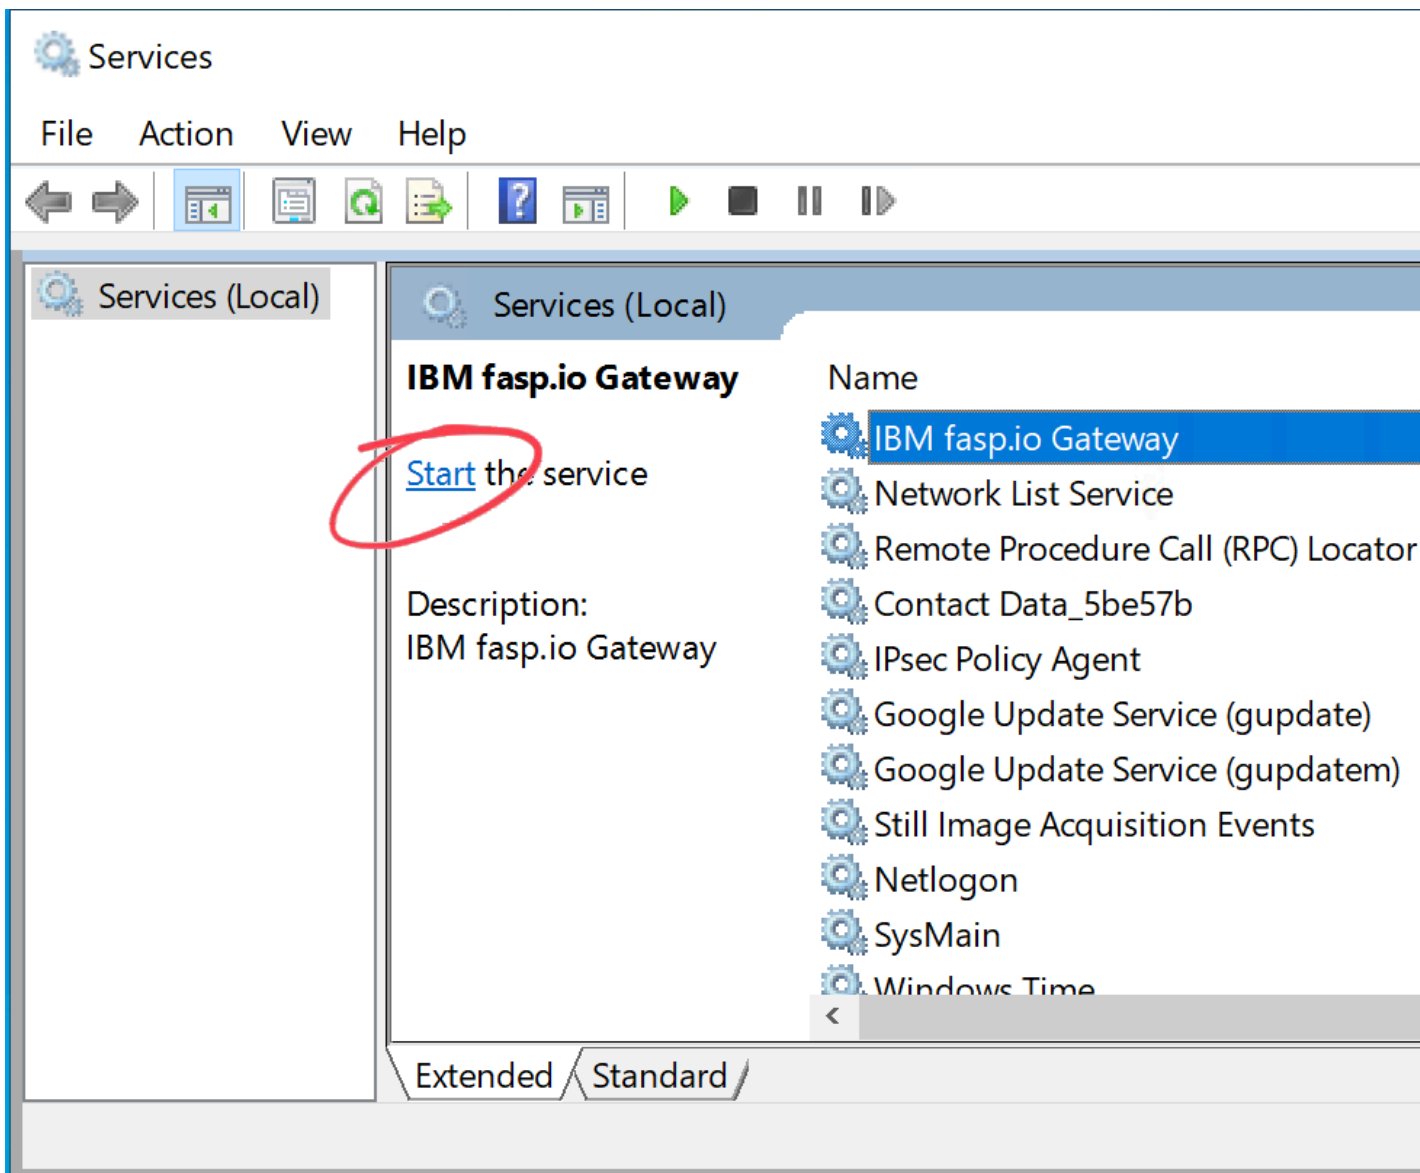 Services
File Action View Help
Services (Local)
Services (Local)
IBM fasp.io Gateway
Start the service
Description:
IBM fasp.io Gateway
Name
IBM fasp.io Gateway
Network List Service
Remote Procedure Call (RPC) Locator
Contact Data_5be57b
IPsec Policy Agent
Google Update Service (gupdate)
Google Update Service (gupdatem)
Still Image Acquisition Events
Netlogon
SysMain
Windows Time
Extended Standard